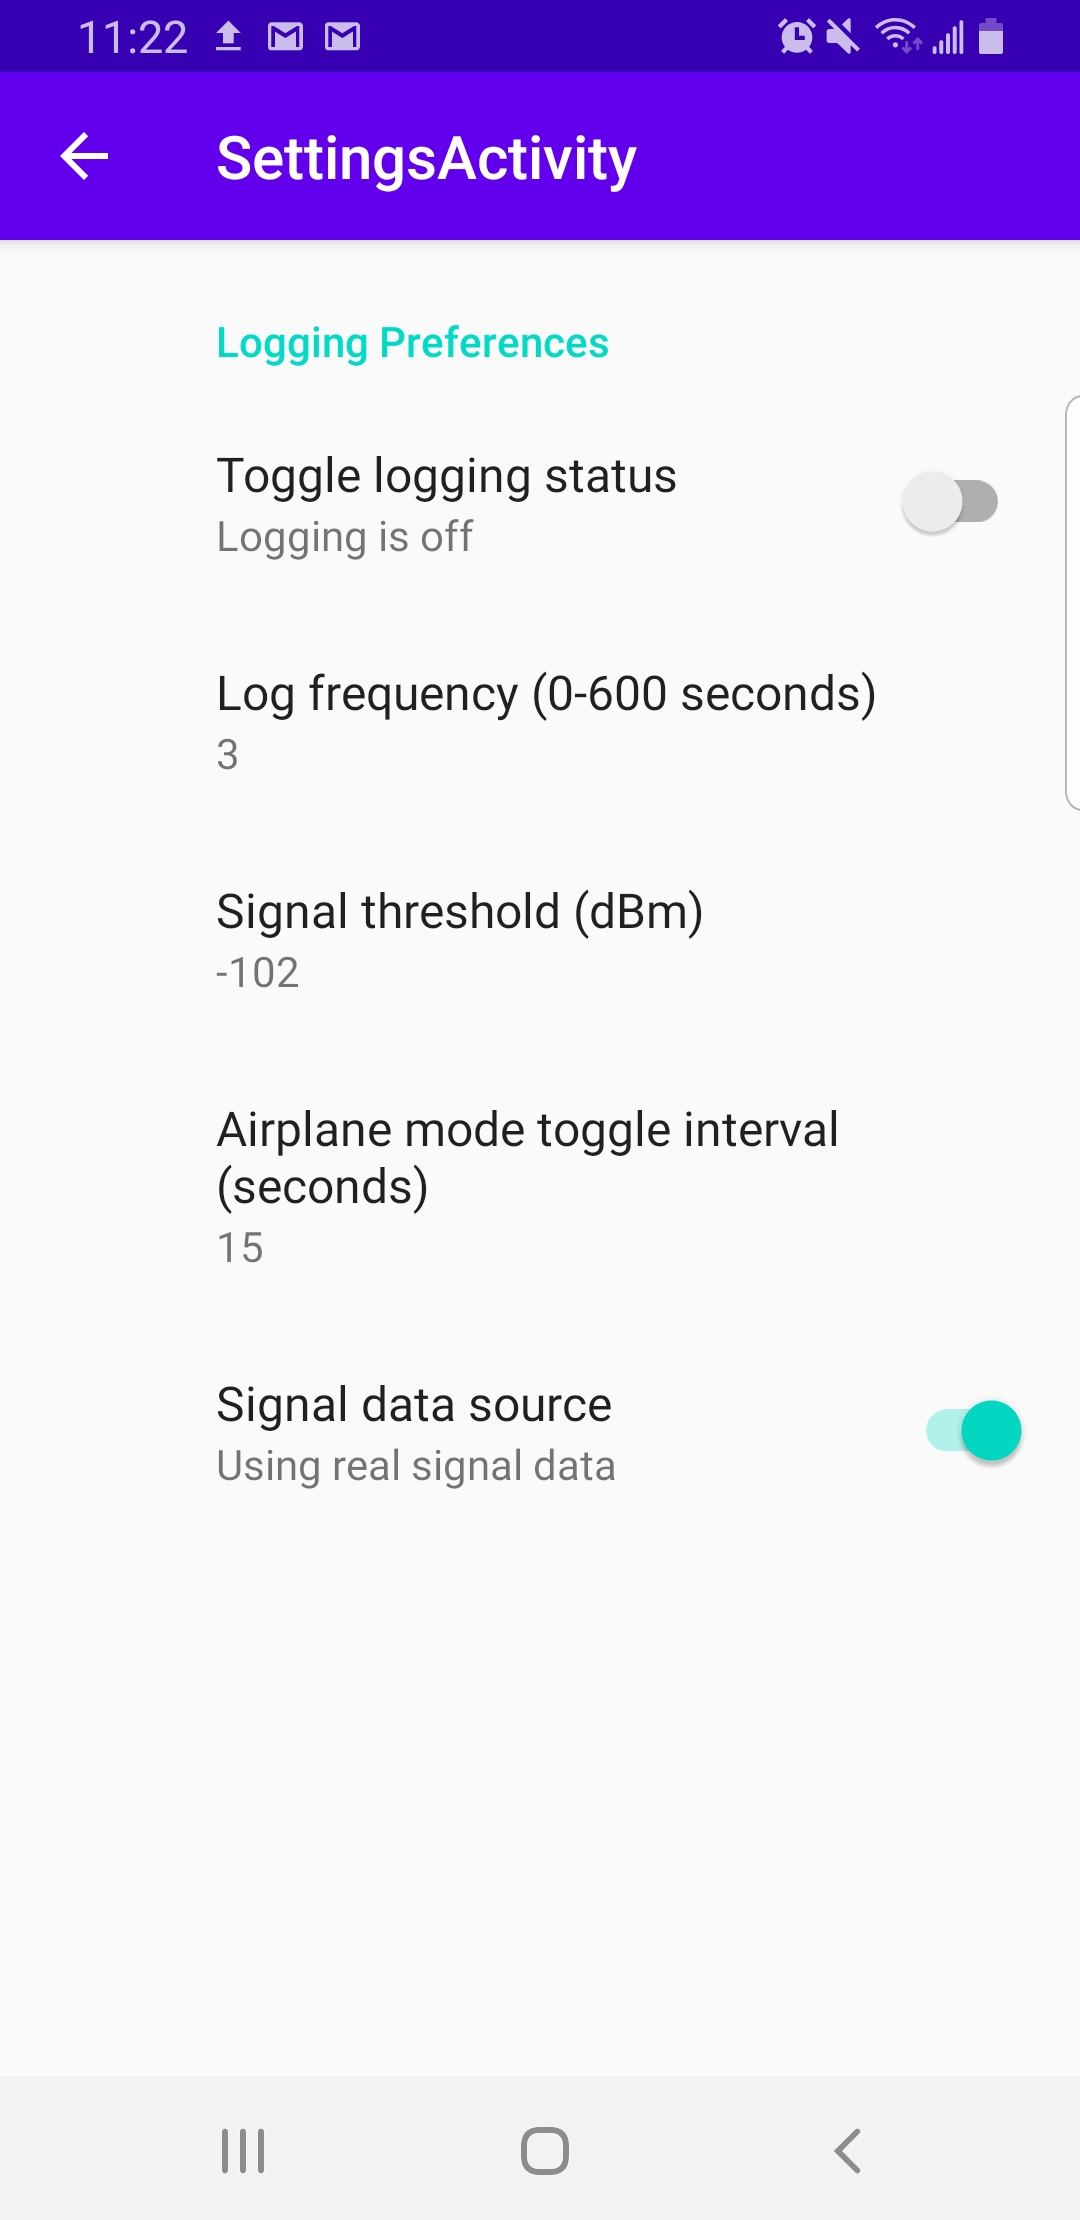 11:22
SettingsActivity
Logging Preferences
Toggle logging status
Logging is off
Log frequency (0-600 seconds)
3
Signal threshold (dBm)
-102
Airplane mode toggle interval
(seconds)
15
Signal data source
Using real signal data